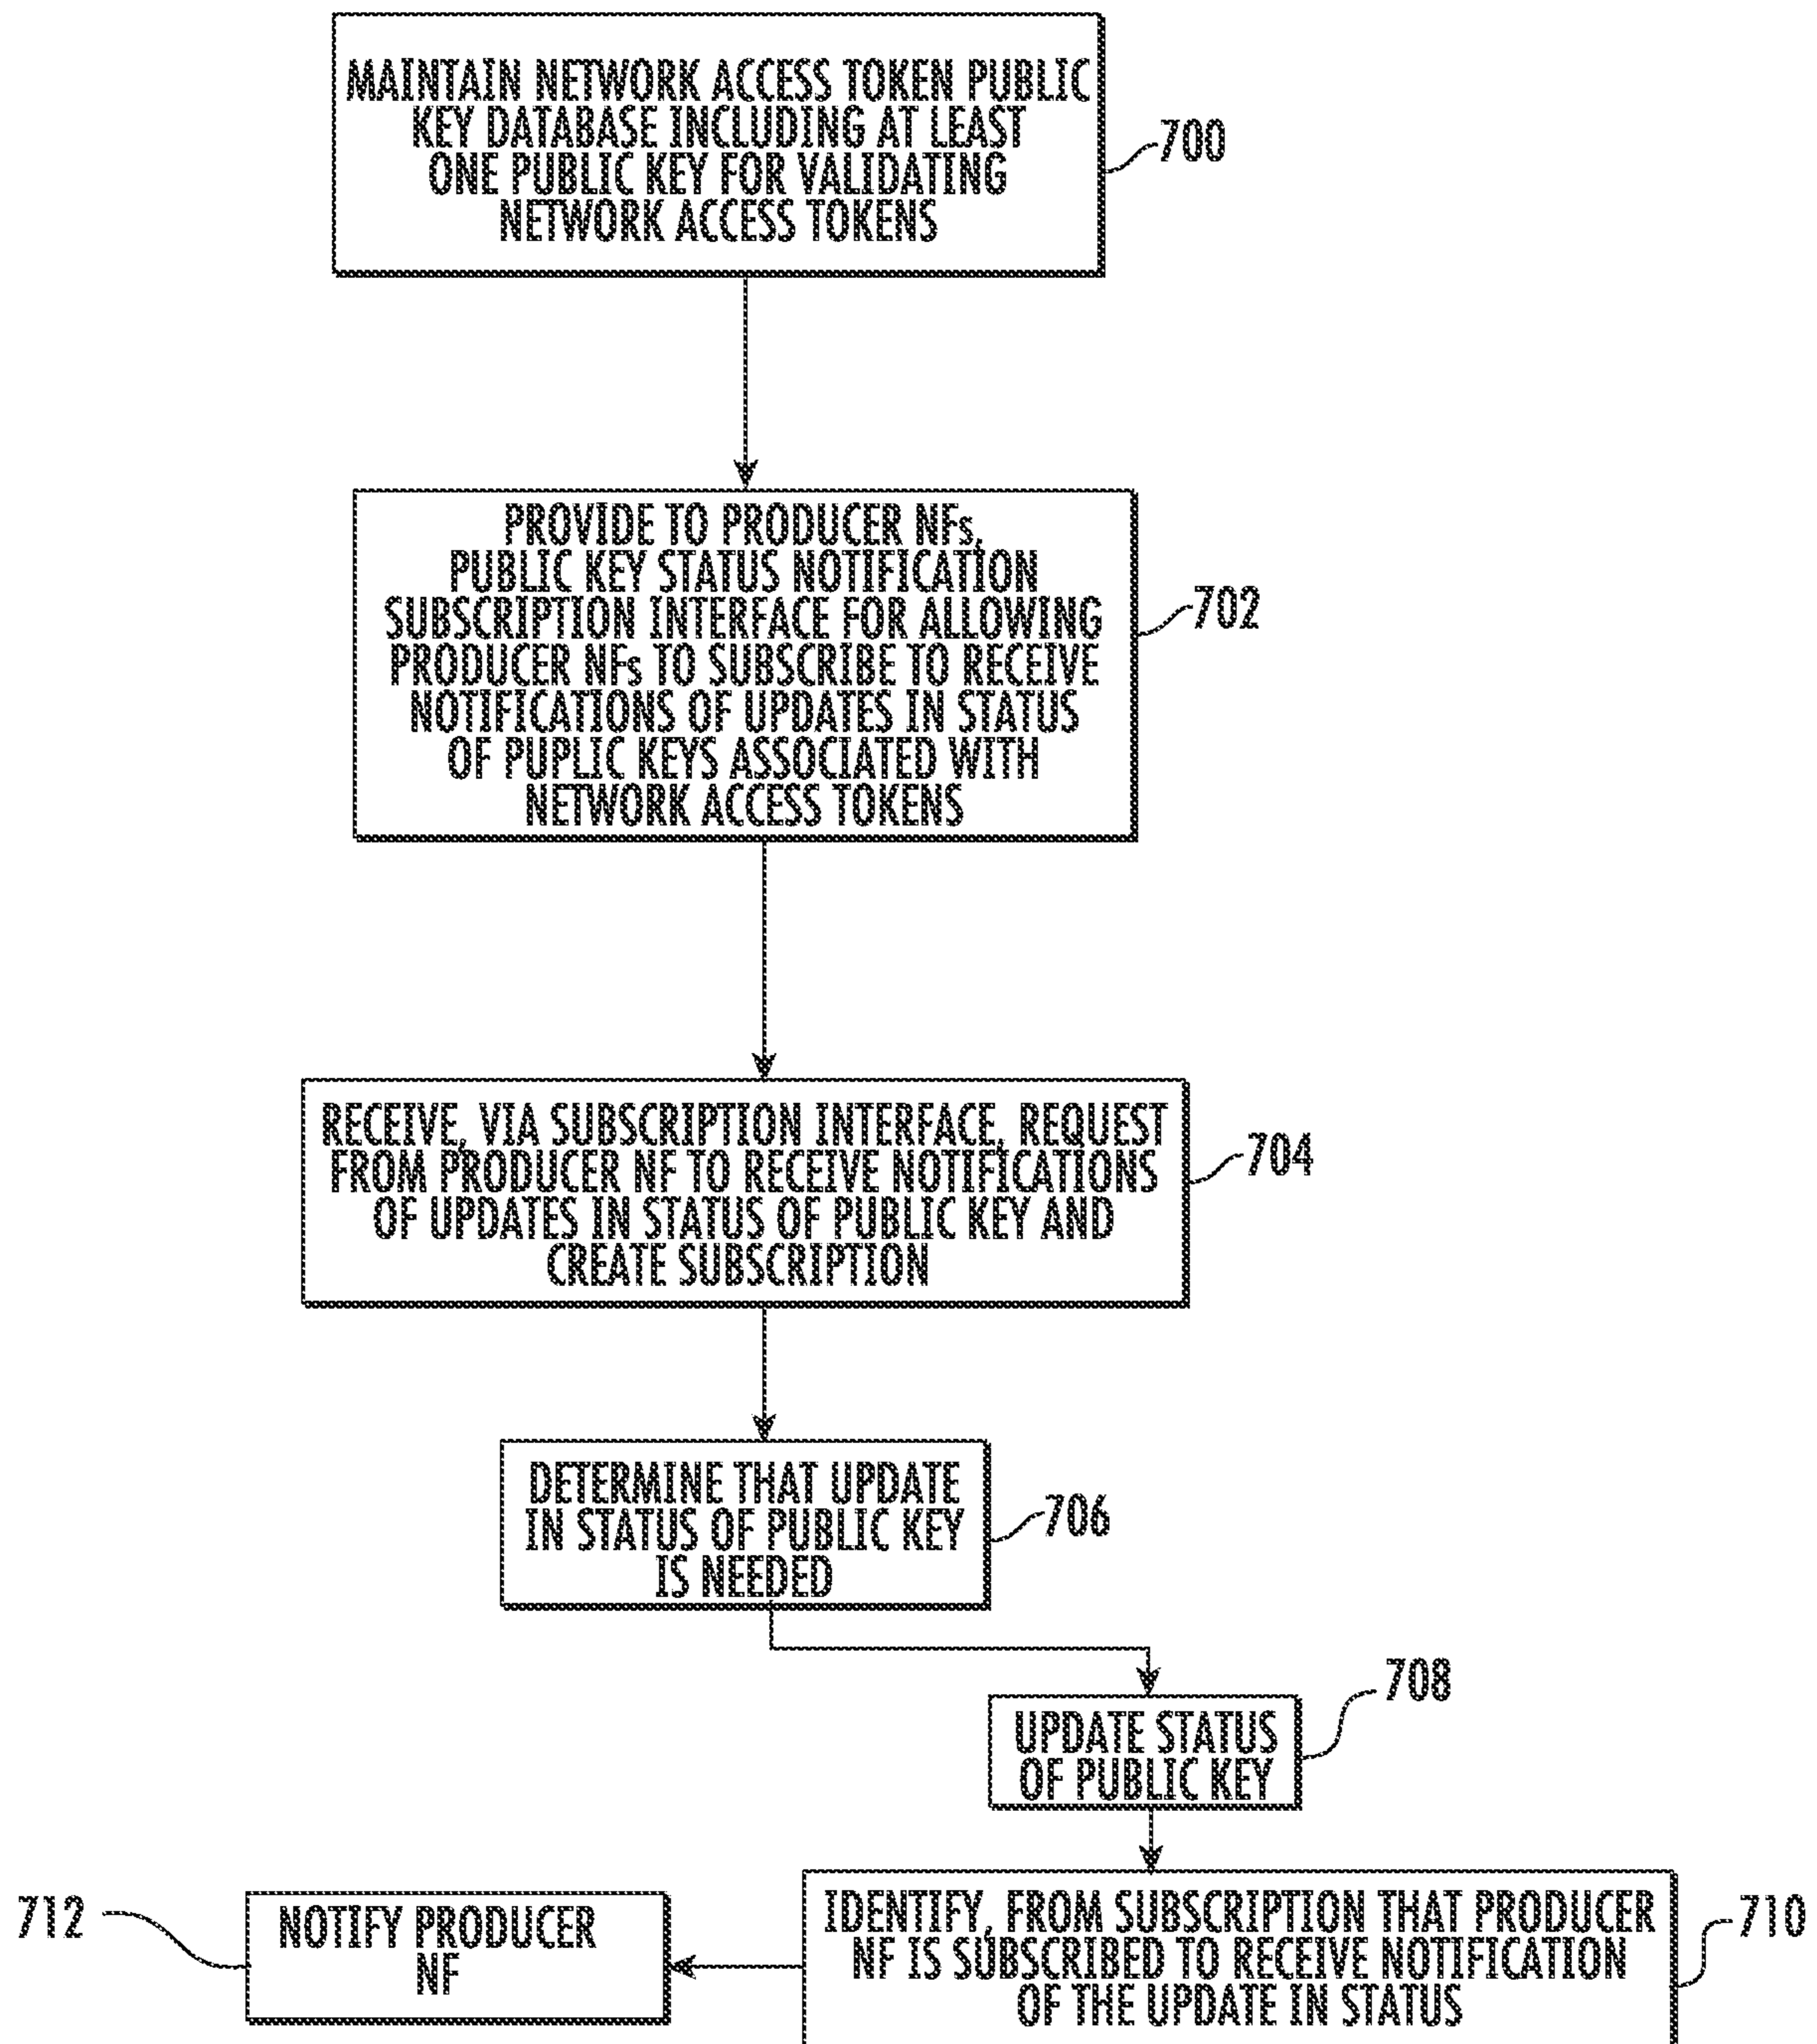 MAINTAIN NETWORK ACCESS TOKEN PUBLIC
KEY DATABASE INCLUDING AT LEAST
ONE PUBLIC KEY FOR VALIDATING
NETWORK ACCESS TOKENS
700
PROVIDE TO PRODUCER NFs,
PUBLIC KEY STATUS NOTIFICATION
SUBSCRIPTION INTERFACE FOR ALLOWING
PRODUCER NFs TO SUBSCRIBE TO RECEIVE
NOTIFICATIONS OF UPDATES IN STATUS
OF PUPLIC KEYS ASSOCIATED WITH
NETWORK ACCESS TOKENS
702
RECEIVE, VIA SUBSCRIPTION INTERFACE, REQUEST
FROM PRODUCER NF TO RECEIVE NOTIFICATIONS
OF UPDATES IN STATUS OF PUBLIC KEY AND
CREATE SUBSCRIPTION
704
DETERMINE THAT UPDATE
IN STATUS OF PUBLIC KEY
IS NEEDED
706
UPDATE STATUS
OF PUBLIC KEY
708
IDENTIFY, FROM SUBSCRIPTION THAT PRODUCER
NF IS SUBSCRIBED TO RECEIVE NOTIFICATION
OF THE UPDATE IN STATUS
710
NOTIFY PRODUCER
NF
712